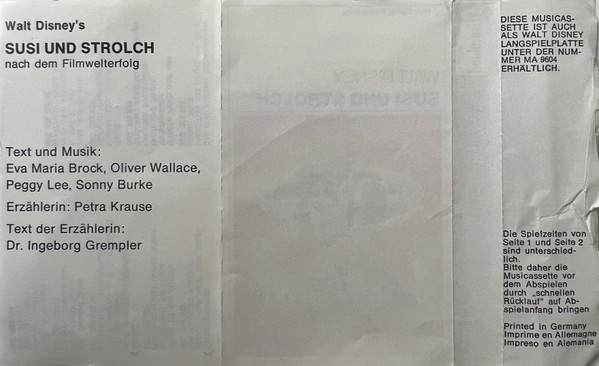 Walt Disney's
SUSI UND STROLCH
nach dem Filmwelterfolg
Text und Musik:
Eva Maria Brock, Oliver Wallace,
Peggy Lee, Sonny Burke
Erzählerin: Petra Krause
Text der Erzählerin:
Dr. Ingeborg Grempler
WALT DISNEY
SUSI UND STROLCH
DIESE MUSICAS-
SETTE IST AUCH
ALS WALT DISNEY
LANGSPIELPLATTE
UNTER DER NUM-
MER MA 9604
ERHÄLTLICH.
Die Spielzeiten von
Seite 1 und Seite 2
sind unterschied-
lich.
Bitte daher die
Musicassette vor
dem Abspielen
durch „schnellen
Rücklauf" auf Ab-
spielanfang bringen
Printed in Germany
Imprime en Allemagne
Impreso en Alemania